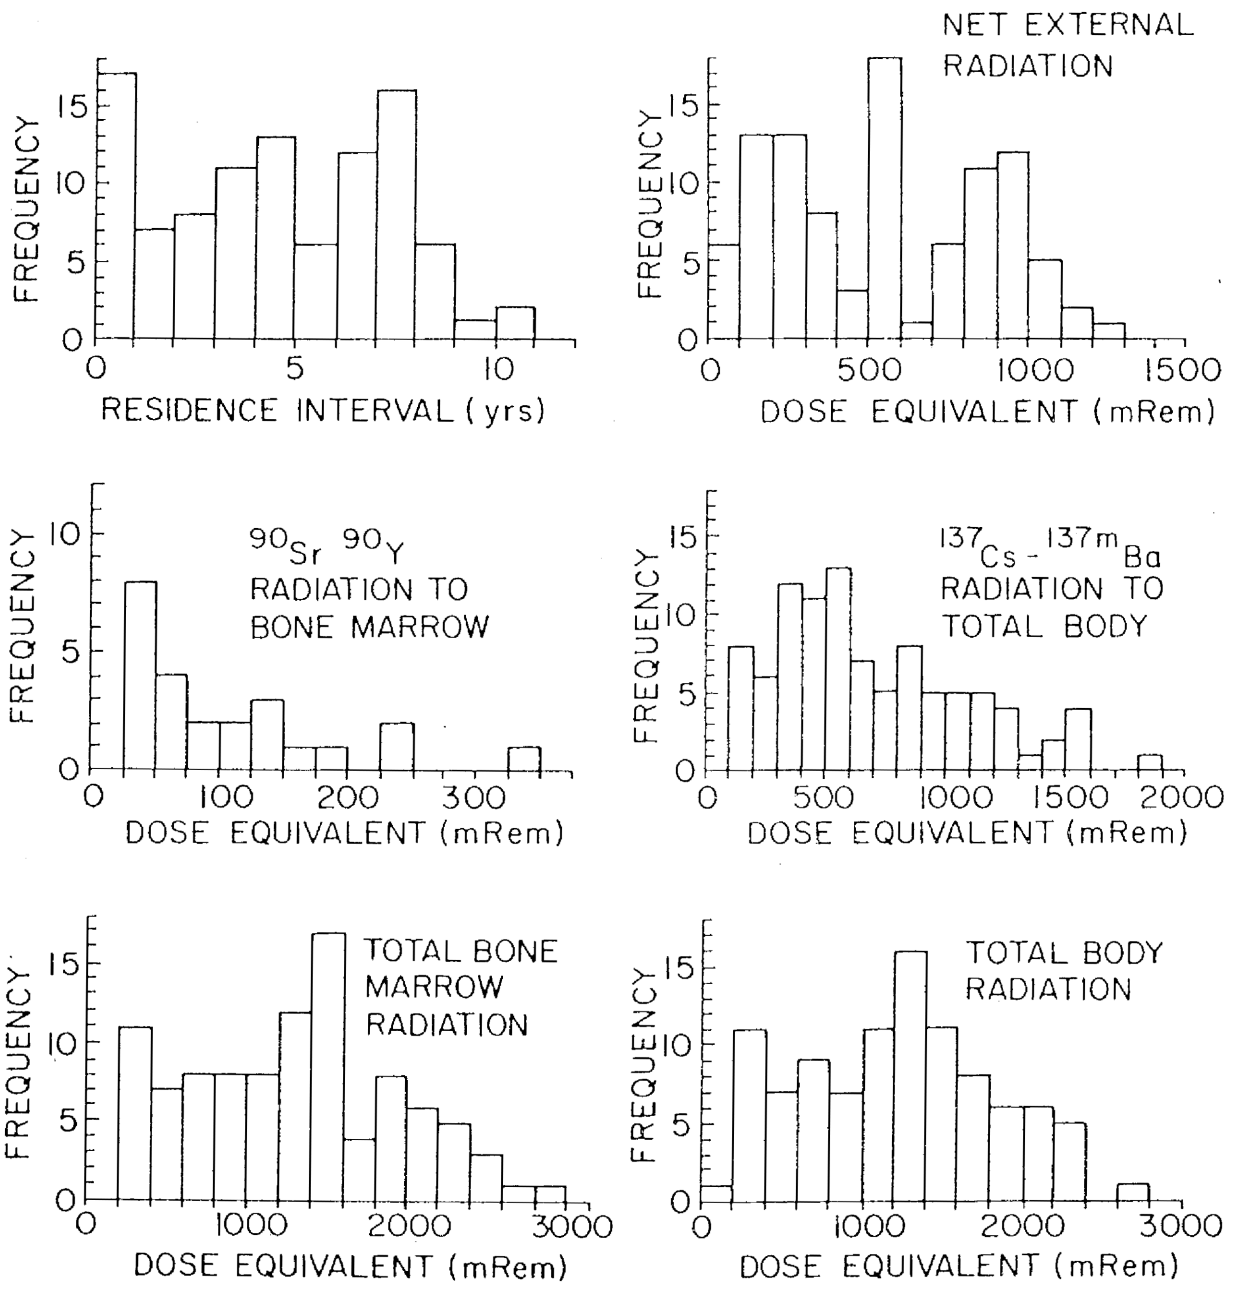 FREQUENCY
15
10
5
0
0 5 10
RESIDENCE INTERVAL (yrs)
NET EXTERNAL
RADIATION
FREQUENCY
15
10
5
0
0 500 1000 1500
DOSE EQUIVALENT (mRem)
FREQUENCY
10
5
0
90Sr 90Y
RADIATION TO
BONE MARROW
0 100 200 300
DOSE EQUIVALENT (mRem)
FREQUENCY
15
10
5
0
137Cs - 137mBa
RADIATION TO
TOTAL BODY
0 500 1000 1500 2000
DOSE EQUIVALENT (mRem)
FREQUENCY
15
10
5
0
TOTAL BONE
MARROW
RADIATION
0 1000 2000 3000
DOSE EQUIVALENT (mRem)
FREQUENCY
15
10
5
0
TOTAL BODY
RADIATION
0 1000 2000 3000
DOSE EQUIVALENT (mRem)